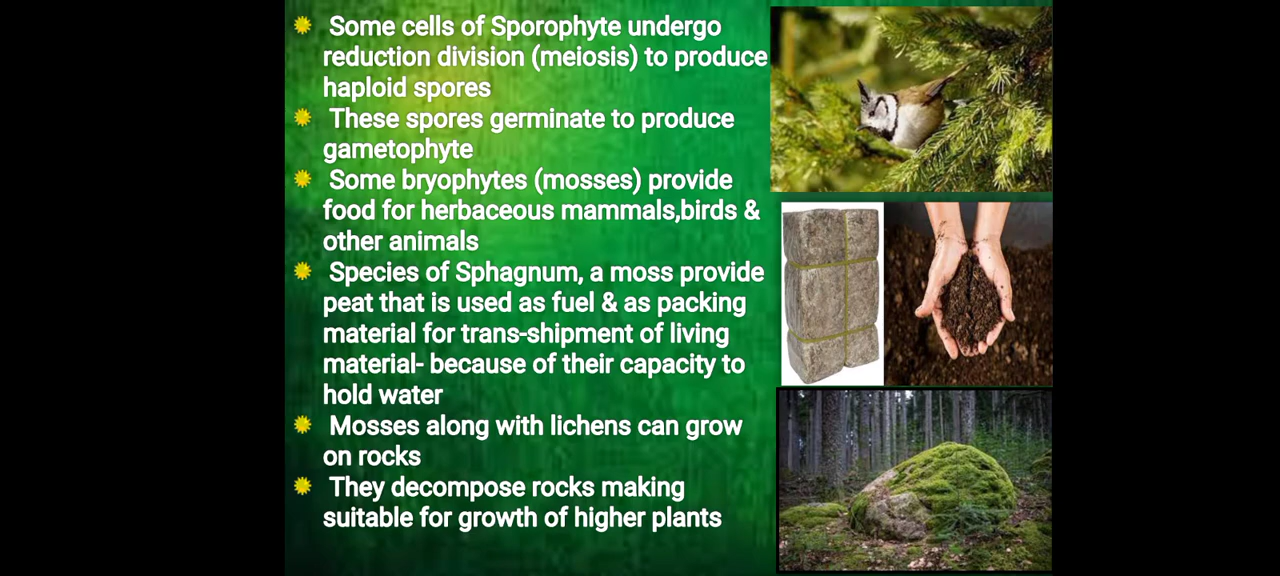 Some cells of Sporophyte undergo
reduction division (meiosis) to produce
haploid spores
These spores germinate to produce
gametophyte
Some bryophytes (mosses) provide
food for herbaceous mammals,birds &
other animals
Species of Sphagnum, a moss provide
peat that is used as fuel & as packing
material for trans-shipment of living
material- because of their capacity to
hold water
Mosses along with lichens can grow
on rocks
They decompose rocks making
suitable for growth of higher plants